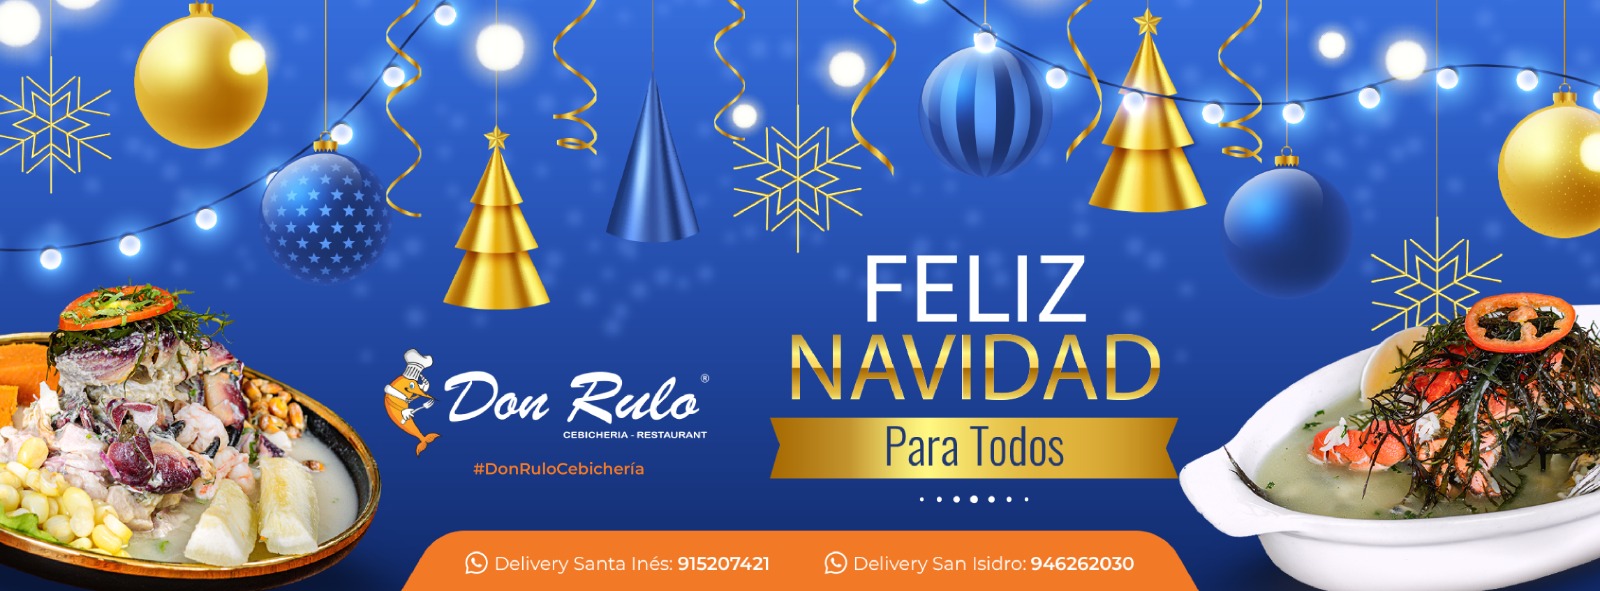 FELIZ
NAVIDAD
Para Todos
Don Rulo®
CEBICHERIA - RESTAURANT
#DonRuloCebichería
Delivery Santa Inés: 915207421
Delivery San Isidro: 946262030